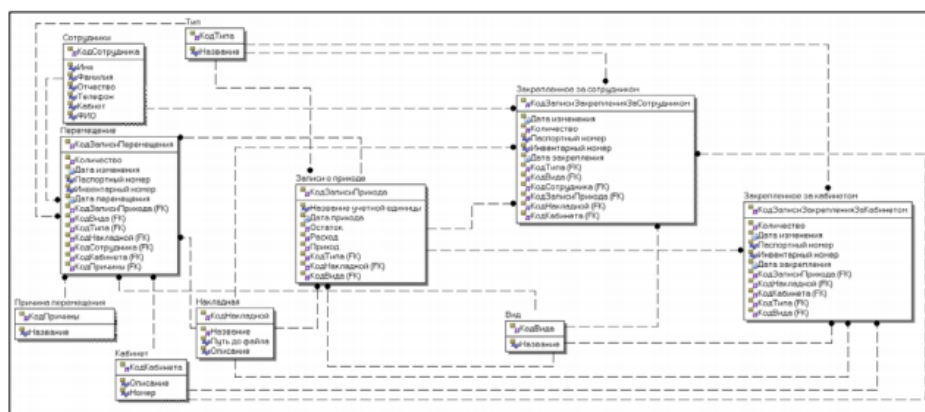 Тип
КодТипа
Название
Сотрудники
КодСотрудника
Имя
Фамилия
Отчество
Телефон
Кабнет
ФИО
Перемещение
КодЗаписиПеремещения
Количество
Дата изменения
Паспортный номер
Инвентарный номер
Дата перемещения
КодЗаписиПрихода (FK)
КодВида (FK)
КодТипа (FK)
КодНакладной (FK)
КодСотрудника (FK)
КодКабинета (FK)
КодПричины (FK)
Записи о приходе
КодЗаписиПрихода
Название учетной единицы
Дата прихода
Остаток
Расход
Приход
КодТипа (FK)
КодНакладной (FK)
КодВида (FK)
Закрепленное за сотрудником
КодЗаписиЗакрепленияЗаСотрудником
Дата изменения
Количество
Паспортный номер
Инвентарный номер
Дата закрепления
КодТипа (FK)
КодВида (FK)
КодСотрудника (FK)
КодЗаписиПрихода (FK)
КодНакладной (FK)
КодКабинета (FK)
Закрепленное за кабинетом
КодЗаписиЗакрепленияЗаКабинетом
Количество
Дата изменения
Паспортный номер
Инвентарный номер
Дата закрепления
КодЗаписиПрихода (FK)
КодНакладной (FK)
КодКабинета (FK)
КодТипа (FK)
КодВида (FK)
Причина перемещения
КодПричины
Название
Накладная
КодНакладной
Название
Путь до файла
Описание
Вид
КодВида
Название
Кабинет
КодКабинета
Описание
Номер